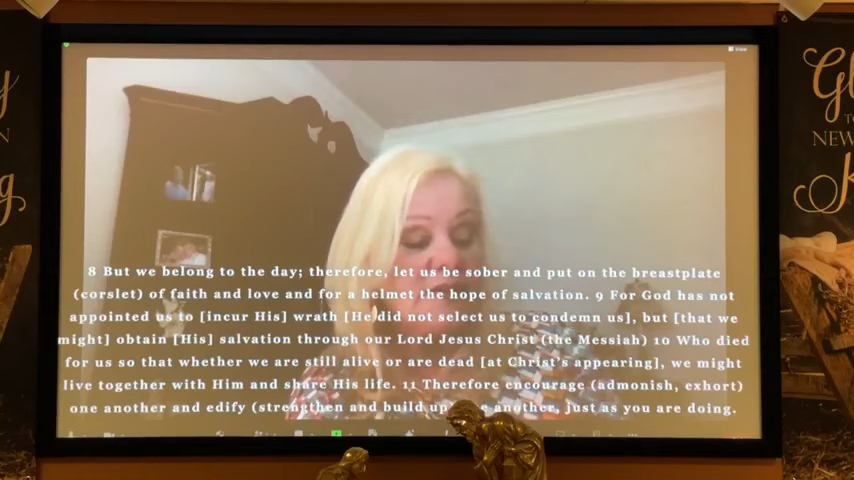 View
8 But we belong to the day; therefore, let us be sober and put on the breastplate
(corslet) of faith and love and for a helmet the hope of salvation. 9 For God has not
appointed us to [incur His] wrath [He did not select us to condemn us], but [that we
might] obtain [His] salvation through our Lord Jesus Christ (the Messiah) 10 Who died
for us so that whether we are still alive or are dead [at Christ's appearing], we might
live together with Him and share His life. 11 Therefore encourage (admonish, exhort)
one another and edify (strengthen and build up another, just as you are doing.
NEW